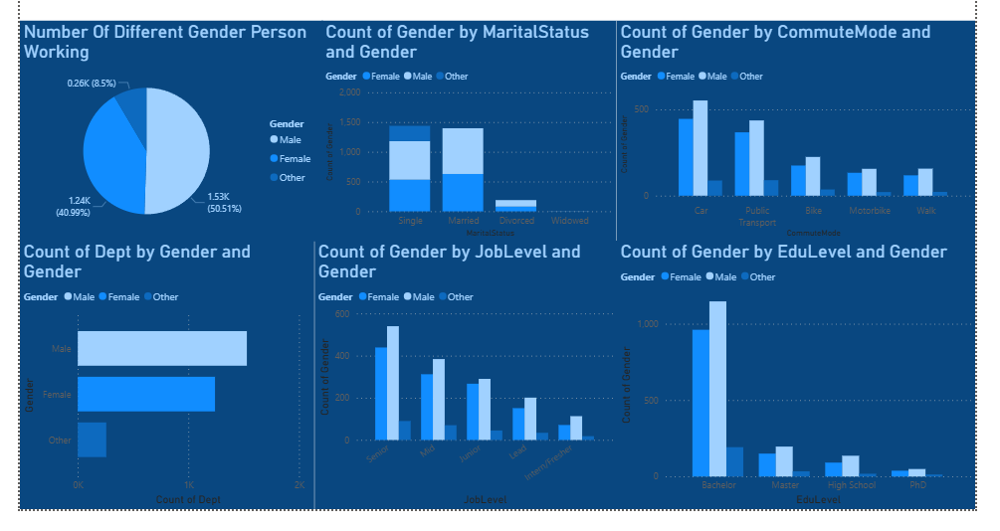 Number Of Different Gender Person
Working
0.26K (8.5%)
1.24K
(40.99%)
1.53K
(50.51%)
Gender
Male
Female
Other
Count of Gender by MaritalStatus
and Gender
Gender Female Male Other
2,000
1,500
1,000
500
0
Count of Gender
Single Married Divorced Widowed
MaritalStatus
Count of Gender by CommuteMode and
Gender
Gender Female Male Other
500
0
Count of Gender
Car Public Bike Motorbike Walk
Transport
CommuteMode
Count of Dept by Gender and
Gender
Gender Male Female Other
Gender
Male
Female
Other
0K 1K 2K
Count of Dept
Count of Gender by JobLevel and
Gender
Gender Female Male Other
600
400
200
0
Count of Gender
Senior Mid Junior Lead Intern/Fresher
JobLevel
Count of Gender by EduLevel and Gender
Gender Female Male Other
1,000
500
0
Count of Gender
Bachelor Master High School PhD
EduLevel